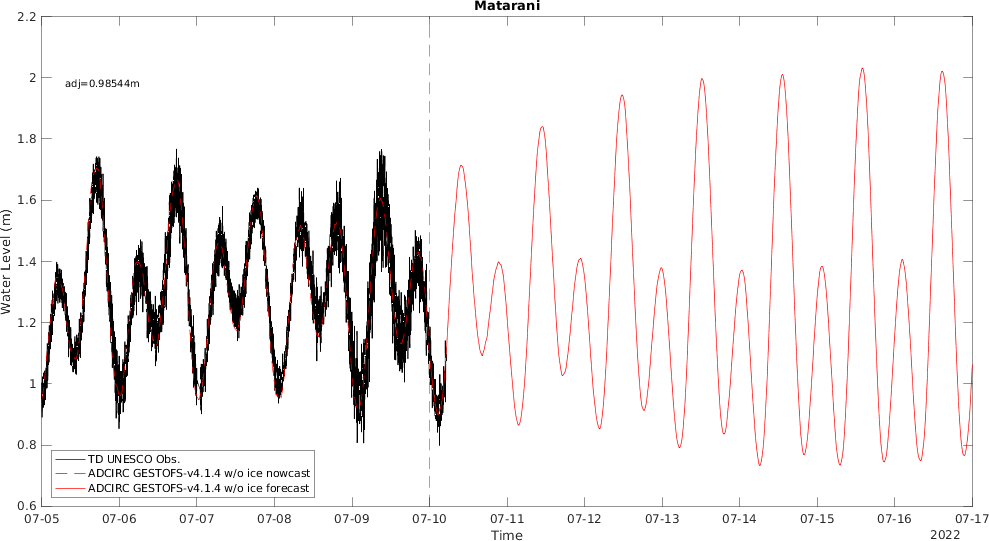 Matarani
2.2
2
1.8
1.6
1.4
1.2
1
0.8
0.6
Water Level (m)
adj=0.98544m
TD UNESCO Obs.
ADCIRC GESTOFS-v4.1.4 w/o ice nowcast
ADCIRC GESTOFS-v4.1.4 w/o ice forecast
07-05 07-06 07-07 07-08 07-09 07-10 07-11 07-12 07-13 07-14 07-15 07-16 07-17
Time
2022